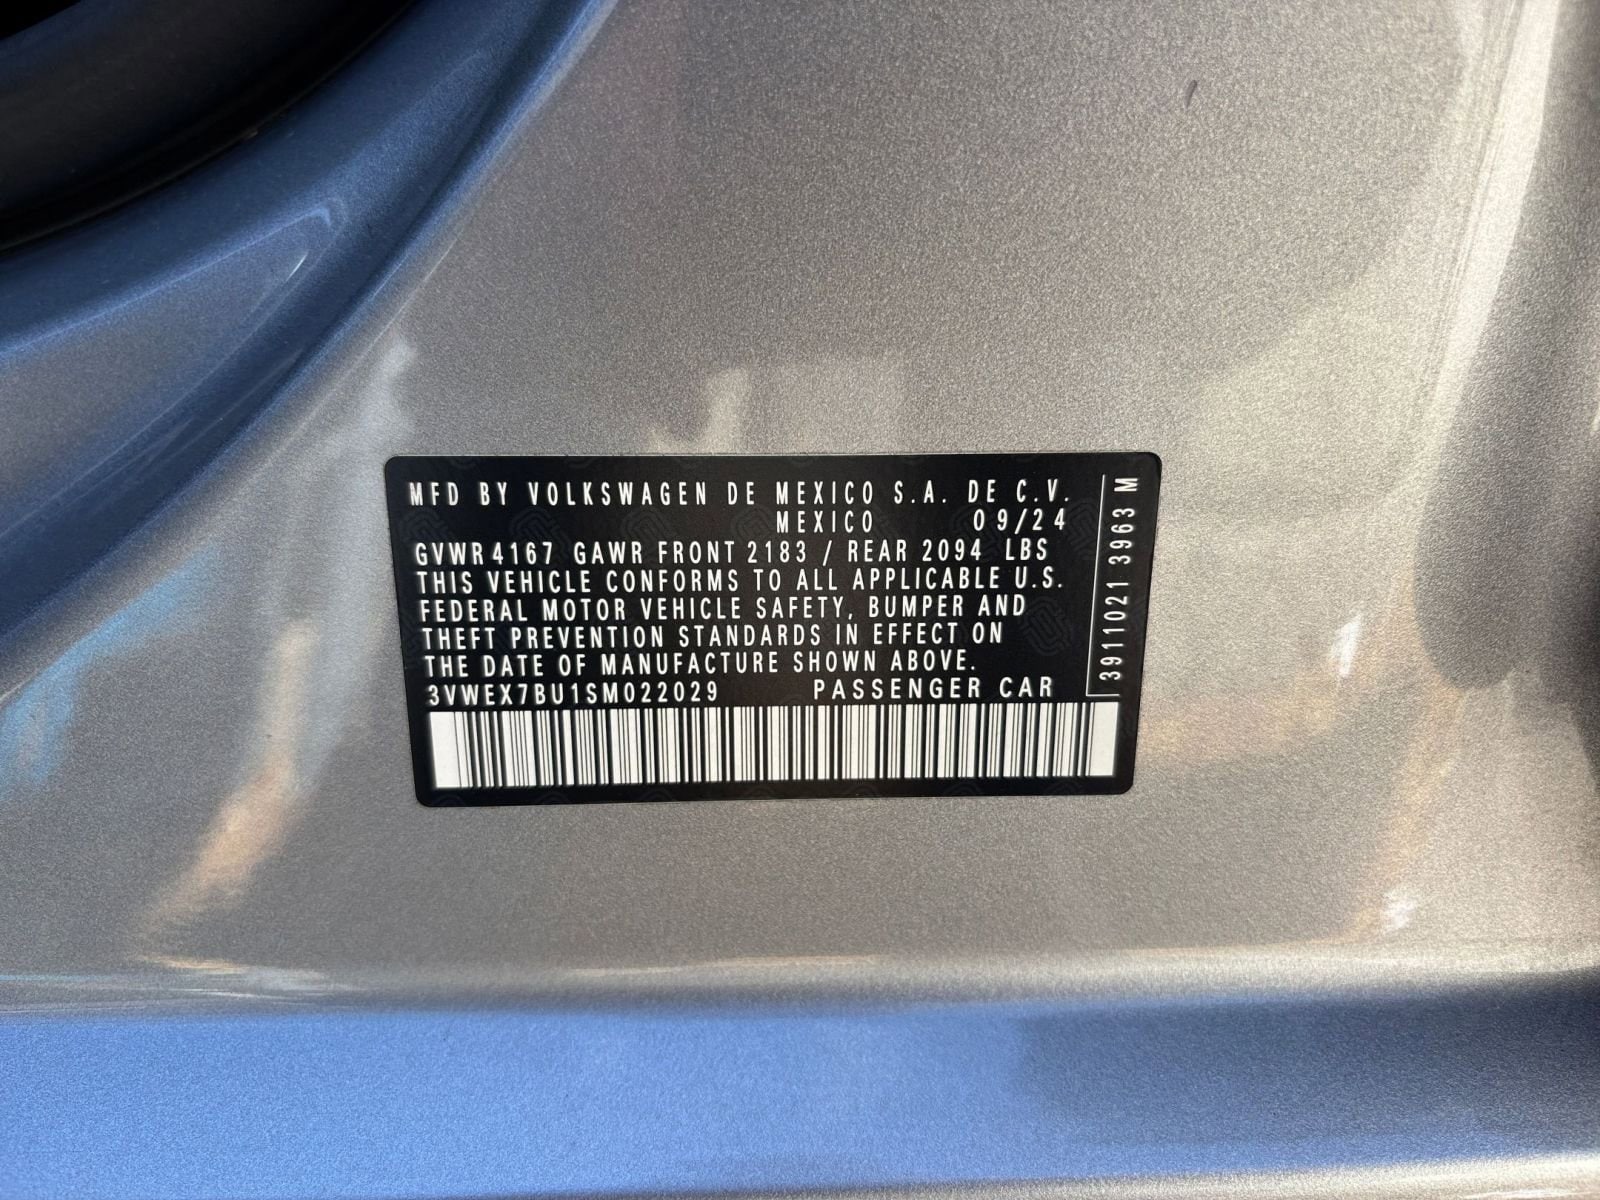 MFD BY VOLKSWAGEN DE MEXICO S.A. DE C.V.
MEXICO 09/24
GVWR 4167 GAWR FRONT 2183 / REAR 2094 LBS
THIS VEHICLE CONFORMS TO ALL APPLICABLE U.S.
FEDERAL MOTOR VEHICLE SAFETY, BUMPER AND
THEFT PREVENTION STANDARDS IN EFFECT ON
THE DATE OF MANUFACTURE SHOWN ABOVE.
3VWEX7BU1SM022029 PASSENGER CAR
3911021 3963 M